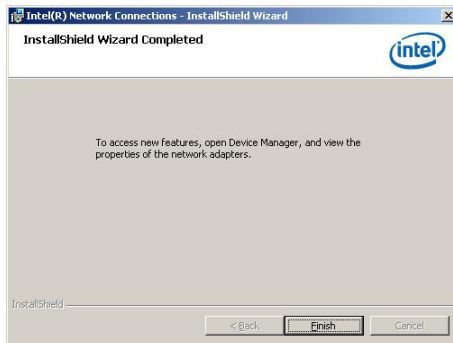 Intel(R) Network Connections - InstallShield Wizard
InstallShield Wizard Completed
intel
To access new features, open Device Manager, and view the
properties of the network adapters.
InstallShield
< Back Finish Cancel